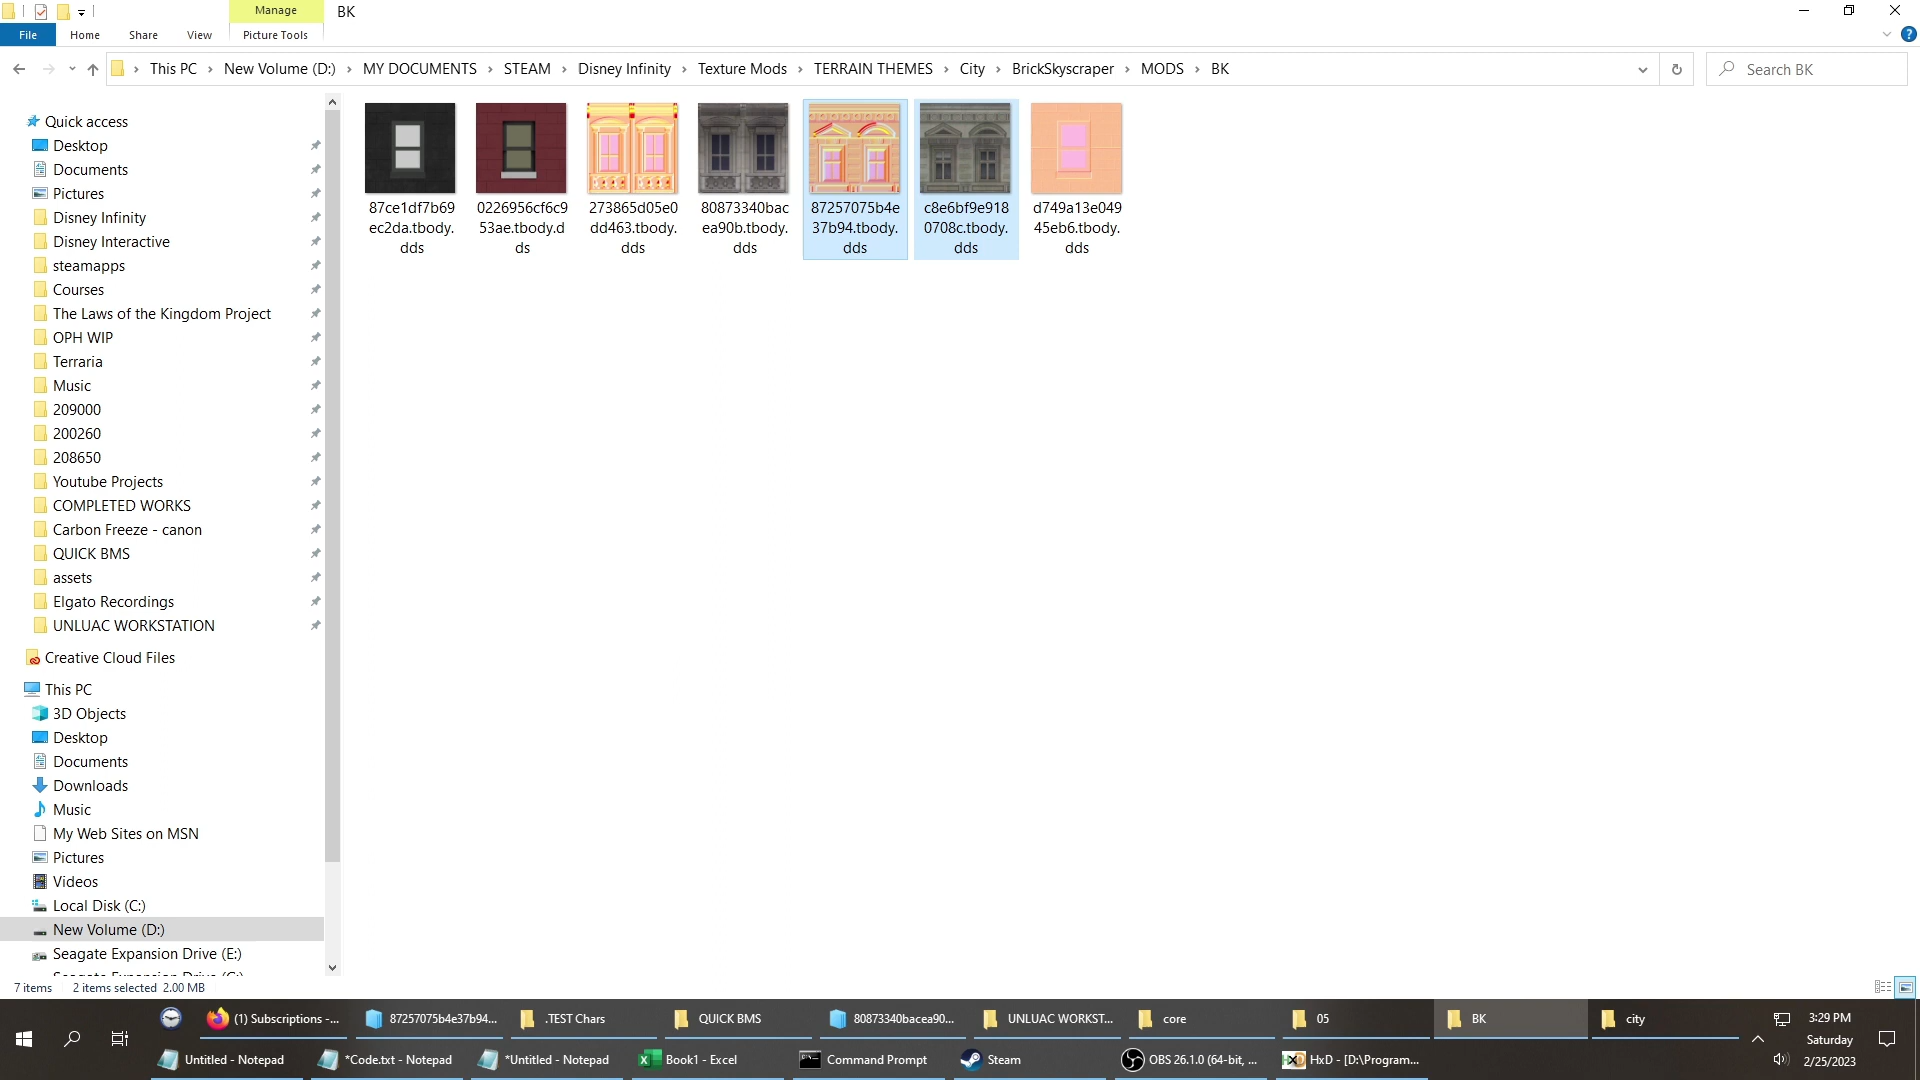 Manage
BK
File
Home
Share
View
Picture Tools
This PC
New Volume (D:)
MY DOCUMENTS
STEAM
Disney Infinity
Texture Mods
TERRAIN THEMES
City
BrickSkyscraper
MODS
BK
Search BK
Quick access
Desktop
Documents
Pictures
Disney Infinity
Disney Interactive
steamapps
Courses
The Laws of the Kingdom Project
OPH WIP
Terraria
Music
209000
200260
208650
Youtube Projects
COMPLETED WORKS
Carbon Freeze - canon
QUICK BMS
assets
Elgato Recordings
UNLUAC WORKSTATION
Creative Cloud Files
This PC
3D Objects
Desktop
Documents
Downloads
Music
My Web Sites on MSN
Pictures
Videos
Local Disk (C:)
New Volume (D:)
Seagate Expansion Drive (E:)
87ce1df7b69
ec2da.tbody.
dds
0226956cf6c9
53ae.tbody.d
ds
273865d05e0
dd463.tbody.
dds
80873340bac
ea90b.tbody.
dds
87257075b4e
37b94.tbody.
dds
c8e6bf9e918
0708c.tbody.
dds
d749a13e049
45eb6.tbody.
dds
7 items
2 items selected 2.00 MB
(1) Subscriptions -...
87257075b4e37b94...
.TEST Chars
QUICK BMS
80873340bacea90...
UNLUAC WORKST...
core
05
BK
city
Untitled - Notepad
*Code.txt - Notepad
*Untitled - Notepad
Book1 - Excel
Command Prompt
Steam
OBS 26.1.0 (64-bit, ...
HxD - [D:\Program...
3:29 PM
Saturday
2/25/2023